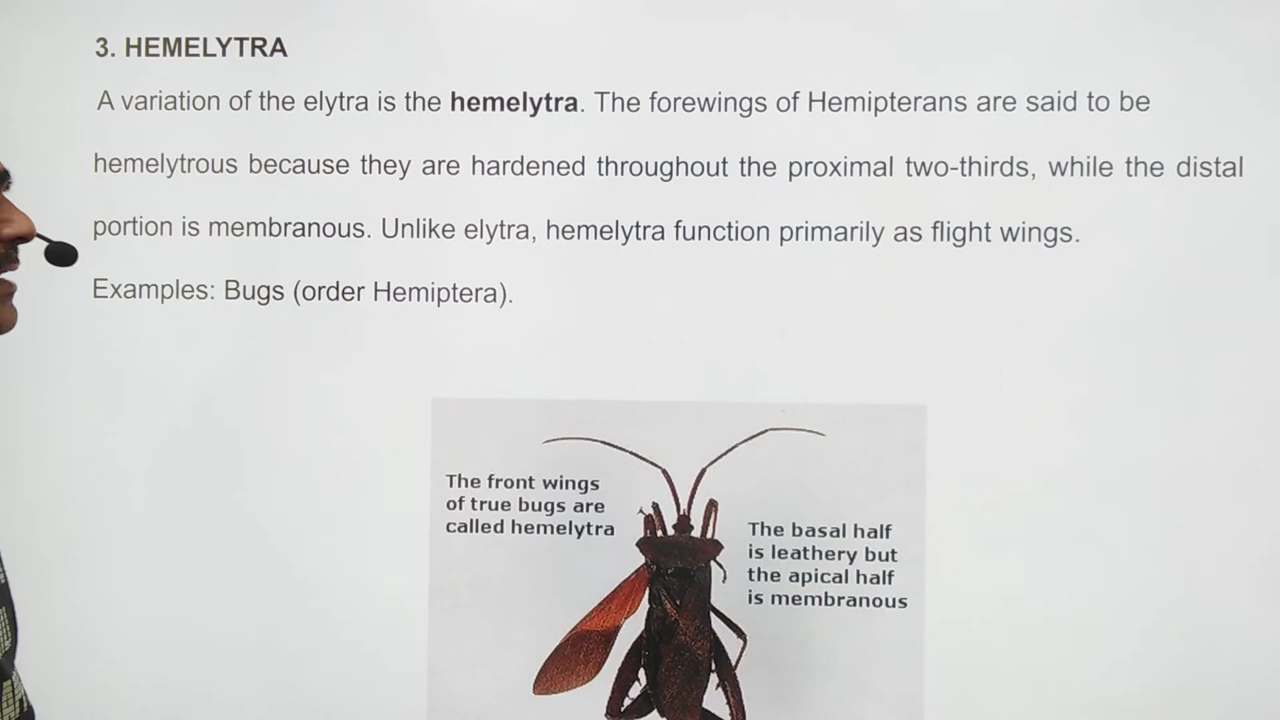 3. HEMELYTRA
A variation of the elytra is the hemelytra. The forewings of Hemipterans are said to be
hemelytrous because they are hardened throughout the proximal two-thirds, while the distal
portion is membranous. Unlike elytra, hemelytra function primarily as flight wings.
Examples: Bugs (order Hemiptera).
The front wings
of true bugs are
called hemelytra
The basal half
is leathery but
the apical half
is membranous